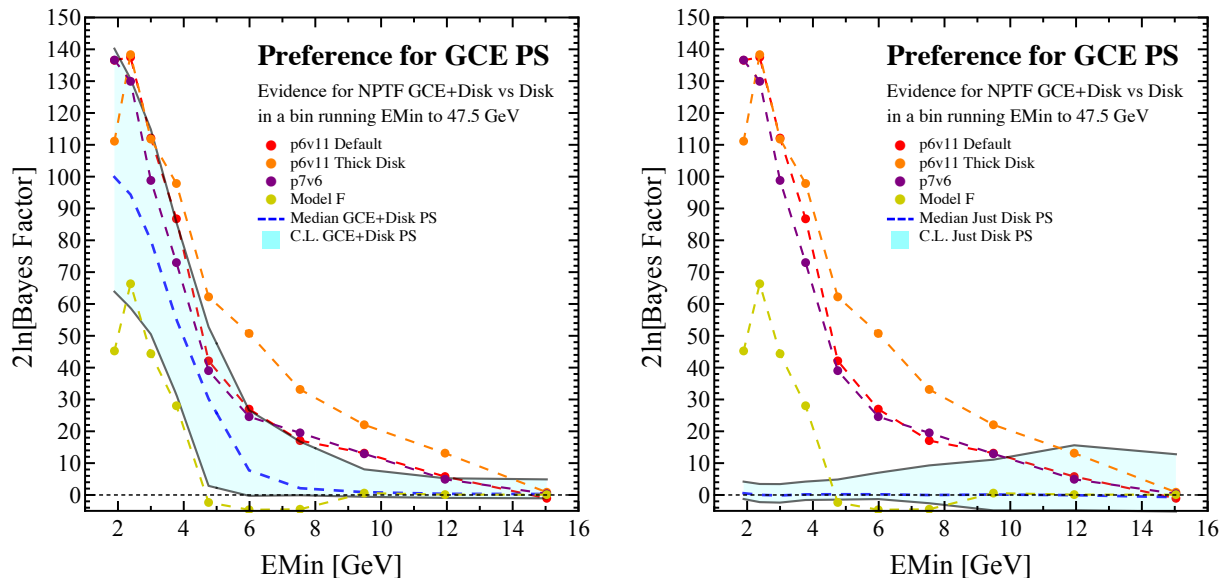 150
140
130
120
110
100
90
80
70
60
50
40
30
20
10
0
2ln[Bayes Factor]
Preference for GCE PS
Evidence for NPTF GCE+Disk vs Disk
in a bin running EMin to 47.5 GeV
p6v11 Default
p6v11 Thick Disk
p7v6
Model F
Median GCE+Disk PS
C.L. GCE+Disk PS
2 4 6 8 10 12 14 16
EMin [GeV]
150
140
130
120
110
100
90
80
70
60
50
40
30
20
10
0
2ln[Bayes Factor]
Preference for GCE PS
Evidence for NPTF GCE+Disk vs Disk
in a bin running EMin to 47.5 GeV
p6v11 Default
p6v11 Thick Disk
p7v6
Model F
Median Just Disk PS
C.L. Just Disk PS
2 4 6 8 10 12 14 16
EMin [GeV]